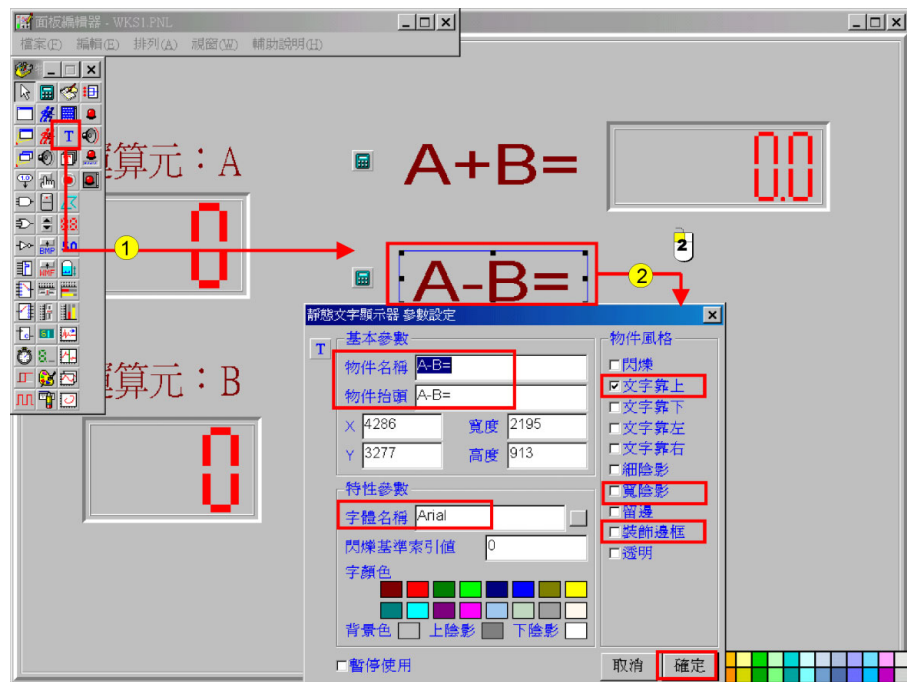 面板編輯器 - WKS1.PNL
檔案(F) 編輯(E) 排列(A) 視窗(W) 輔助說明(H)
T
算元：A
A+B=
0.0
0
1
2
A-B=
2
靜態文字顯示器 參數設定
T
基本參數
物件名稱 A-B=
物件抬頭 A-B=
X 4286 寬度 2195
Y 3277 高度 913
特性參數
字體名稱 Arial
閃爍基準索引值 0
字顏色
背景色 上陰影 下陰影
暫停使用
物件風格
閃爍
文字靠上
文字靠下
文字靠左
文字靠右
細陰影
寬陰影
留邊
裝飾邊框
透明
取消 確定
算元：B
0